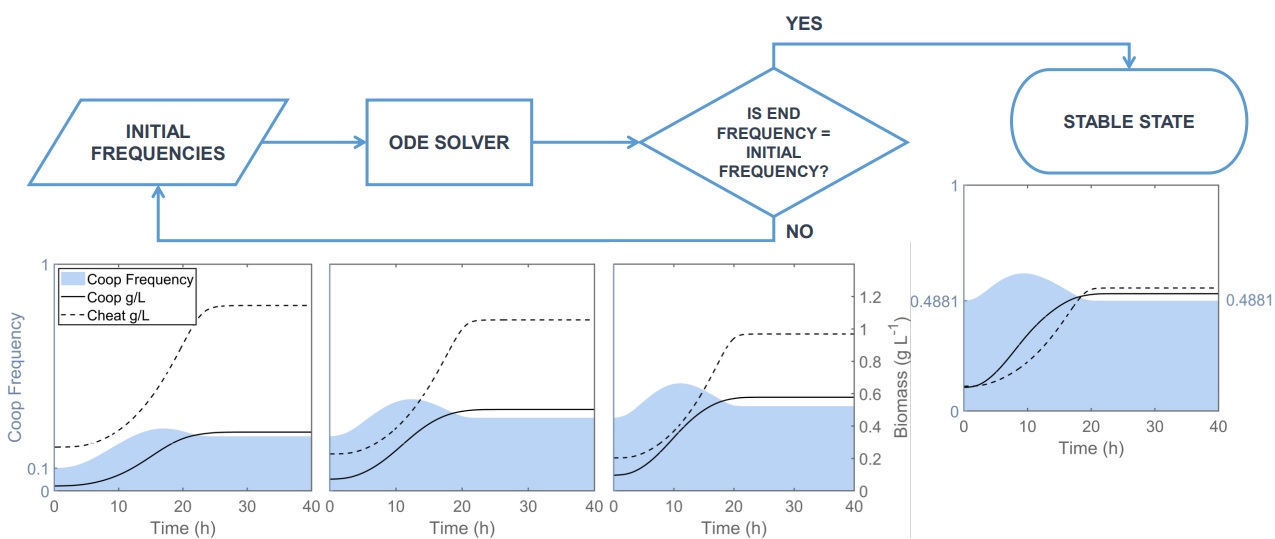 YES
INITIAL
FREQUENCIES
ODE SOLVER
IS END
FREQUENCY =
INITIAL
FREQUENCY?
STABLE STATE
NO
1
Coop Frequency
Coop g/L
Cheat g/L
Coop Frequency
0.1
0
0 10 20 30 40
Time (h)
0 10 20 30 40
Time (h)
0 10 20 30 40
Time (h)
1.2
1
0.8
0.6
0.4
0.2
0
Biomass (g L-1)
1
0.4881
0
0.4881
0 10 20 30 40
Time (h)